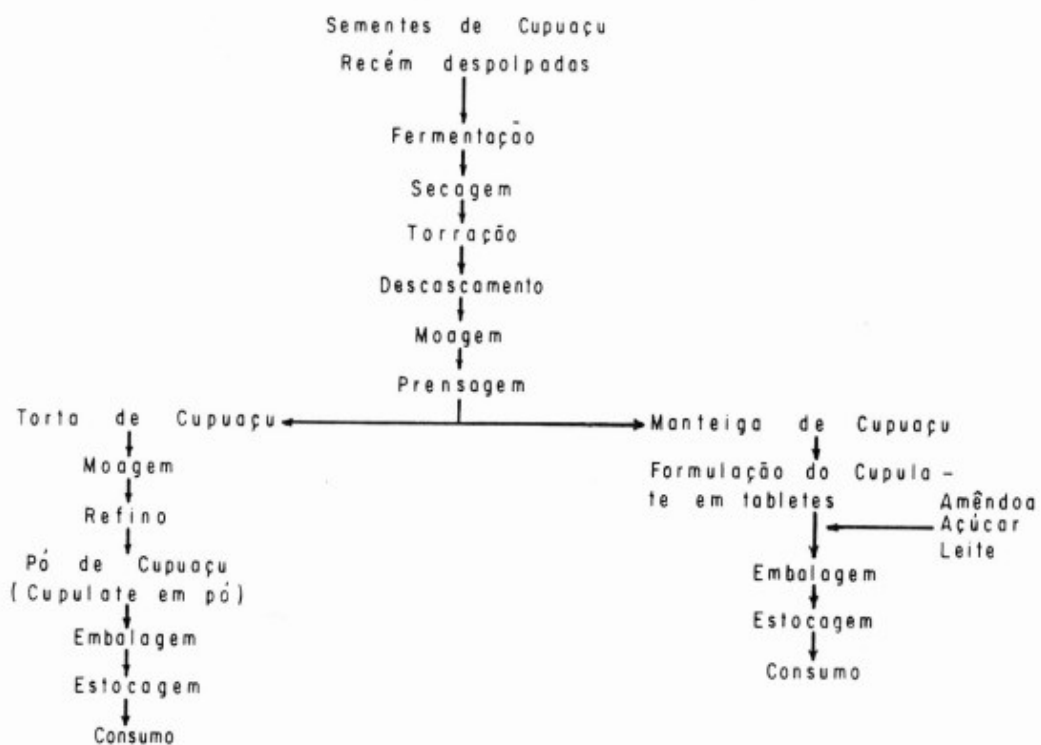 Sementes de Cupuaçu
Recém despolpadas
Fermentação
Secagem
Torração
Descascamento
Moagem
Prensagem
Torta de Cupuaçu
Moagem
Refino
Pó de Cupuaçu
(Cupulate em pó)
Embalagem
Estocagem
Consumo
Manteiga de Cupuaçu
Formulação do Cupula-
te em tabletes
Amêndoa
Açúcar
Leite
Embalagem
Estocagem
Consumo